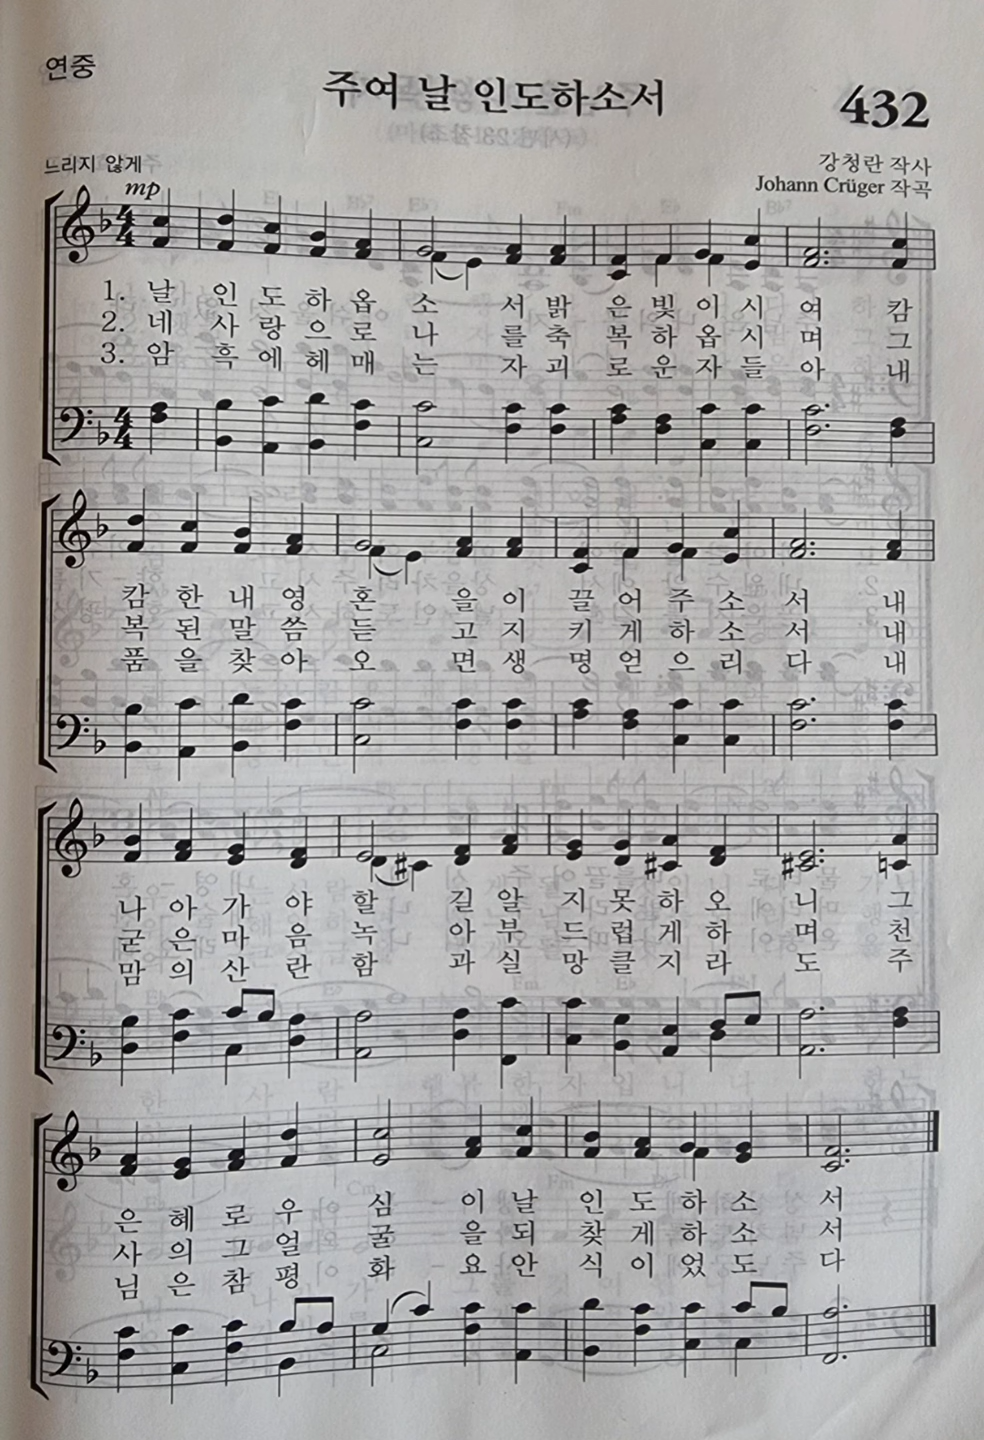 연중
주여 날 인도하소서
432
느리지 않게
강청란 작사
mp
Johann Crüger 작곡
1. 날 인 도 하 옵 소 서 밝 은 빛 이 시 여 캄
2. 네 사 랑 으 로 나 를 축 복 하 옵 시 며 그
3. 암 흑 에 헤 매 는 자 괴 로 운 자 들 아 내
캄 한 내 영 혼 을 이 끌 어 주 소 서 내
복 된 말 씀 듣 고 지 키 게 하 소 서 내
품 을 찾 아 오 면 생 명 얻 으 리 다 내
나 아 가 야 할 길 알 지 못 하 오 니 그
굳 은 마 음 녹 아 부 드 럽 게 하 며 천
맘 의 산 란 함 과 실 망 클 지 라 도 주
은 혜 로 우 심 이 날 인 도 하 소 서
사 의 그 얼 굴 을 되 찾 게 하 소 서
님 은 참 평 화 요 안 식 이 었 도 다